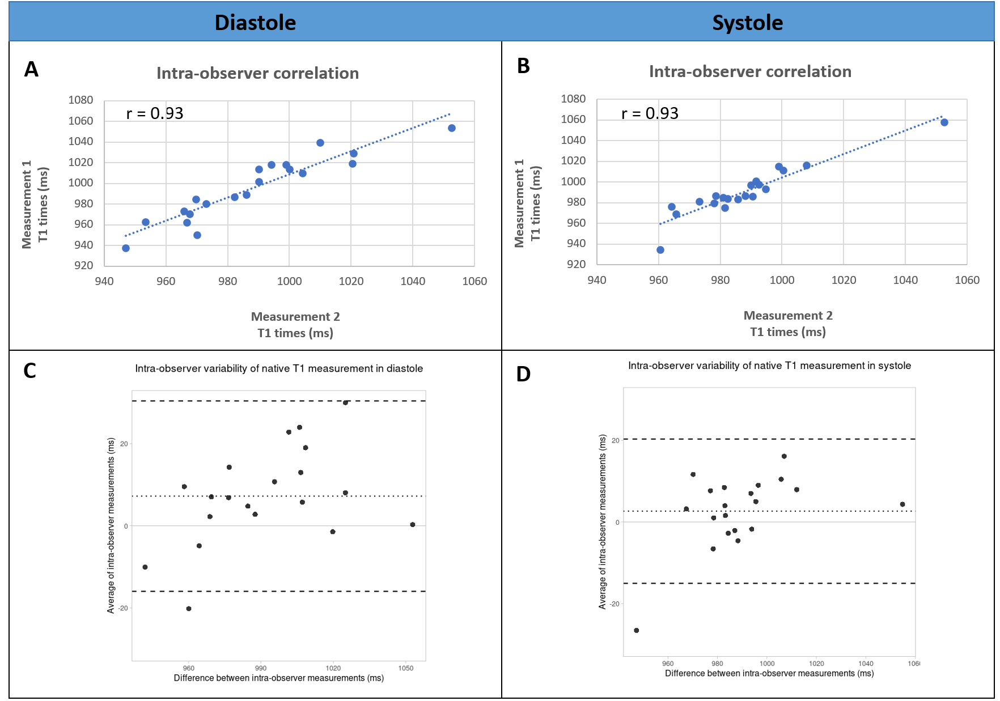 Diastole
Systole
A
Intra-observer correlation
r = 0.93
1080
1060
1040
1020
1000
980
960
940
920
940 960 980 1000 1020 1040 1060
Measurement 1
T1 times (ms)
Measurement 2
T1 times (ms)
B
Intra-observer correlation
r = 0.93
1080
1060
1040
1020
1000
980
960
940
920
940 960 980 1000 1020 1040 1060
Measurement 1
T1 times (ms)
Measurement 2
T1 times (ms)
C
Intra-observer variability of native T1 measurement in diastole
Average of intra-observer measurements (ms)
20
0
-20
960 990 1020 1050
Difference between intra-observer measurements (ms)
D
Intra-observer variability of native T1 measurement in systole
Average of intra-observer measurements (ms)
20
0
-20
960 980 1000 1020 1040
Difference between intra-observer measurements (ms)